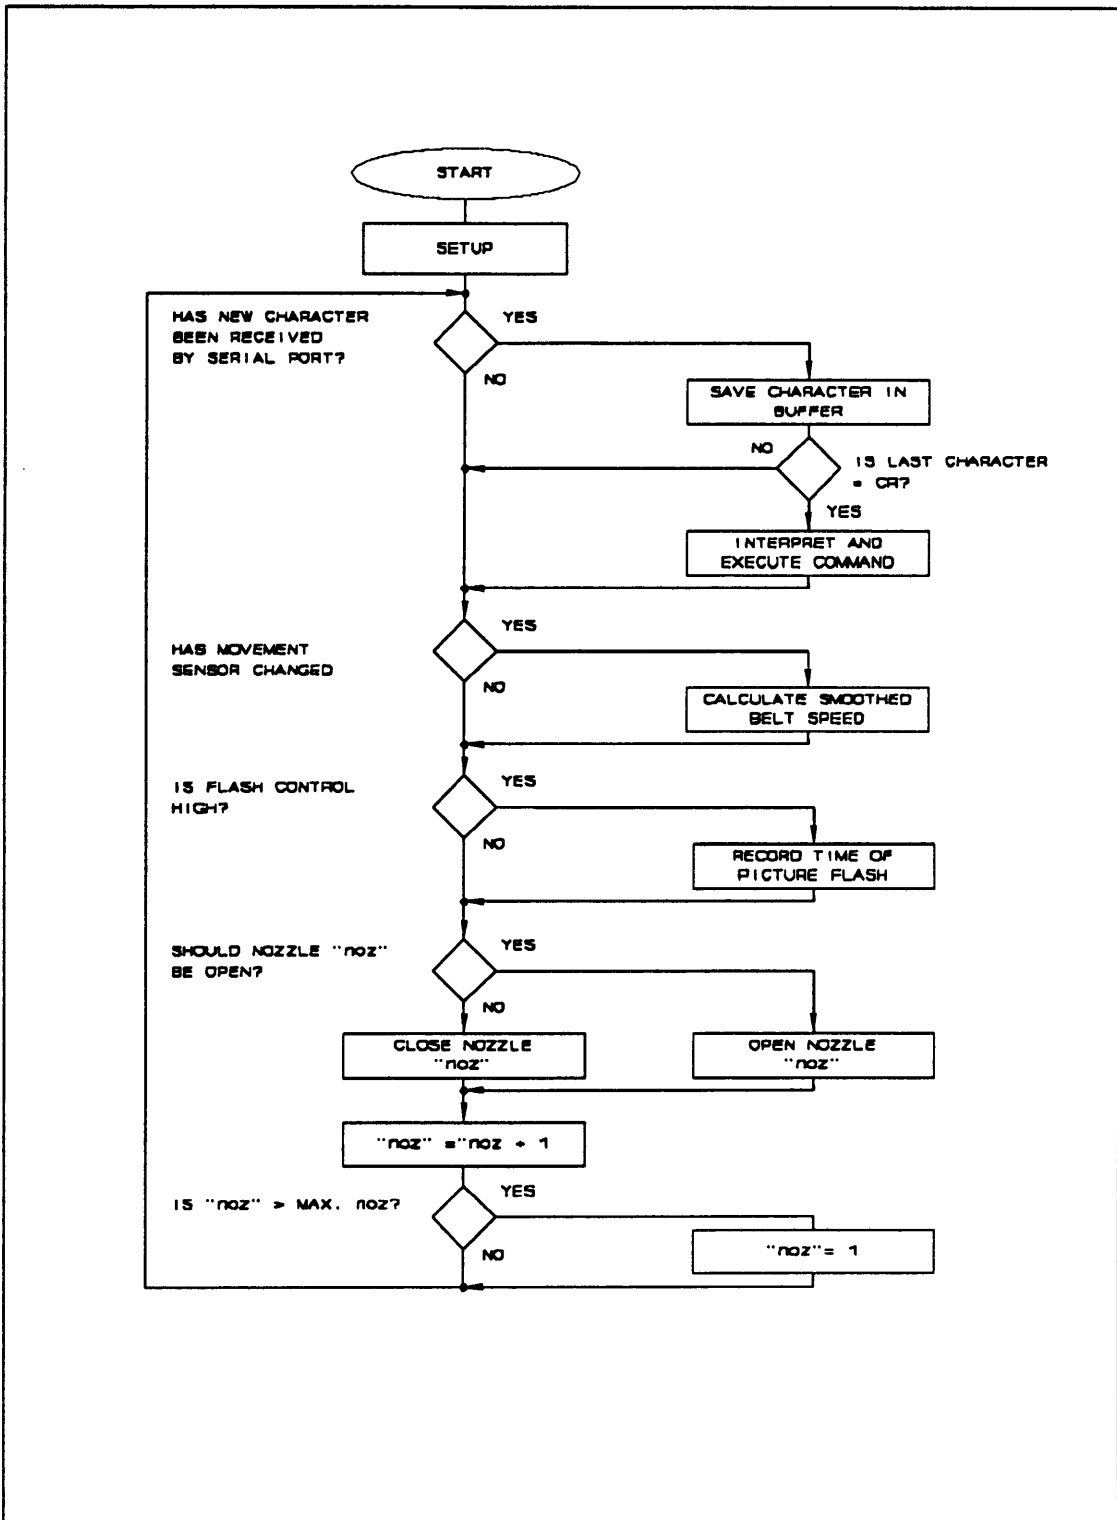 START
SETUP
HAS NEW CHARACTER
BEEN RECEIVED
BY SERIAL PORT?
YES
NO
SAVE CHARACTER IN
BUFFER
NO
IS LAST CHARACTER
= CR?
YES
INTERPRET AND
EXECUTE COMMAND
HAS MOVEMENT
SENSOR CHANGED
YES
NO
CALCULATE SMOOTHED
BELT SPEED
IS FLASH CONTROL
HIGH?
YES
NO
RECORD TIME OF
PICTURE FLASH
SHOULD NOZZLE "noz"
BE OPEN?
YES
NO
CLOSE NOZZLE
"noz"
OPEN NOZZLE
"noz"
"noz" ="noz + 1
IS "noz" > MAX. noz?
YES
NO
"noz"= 1